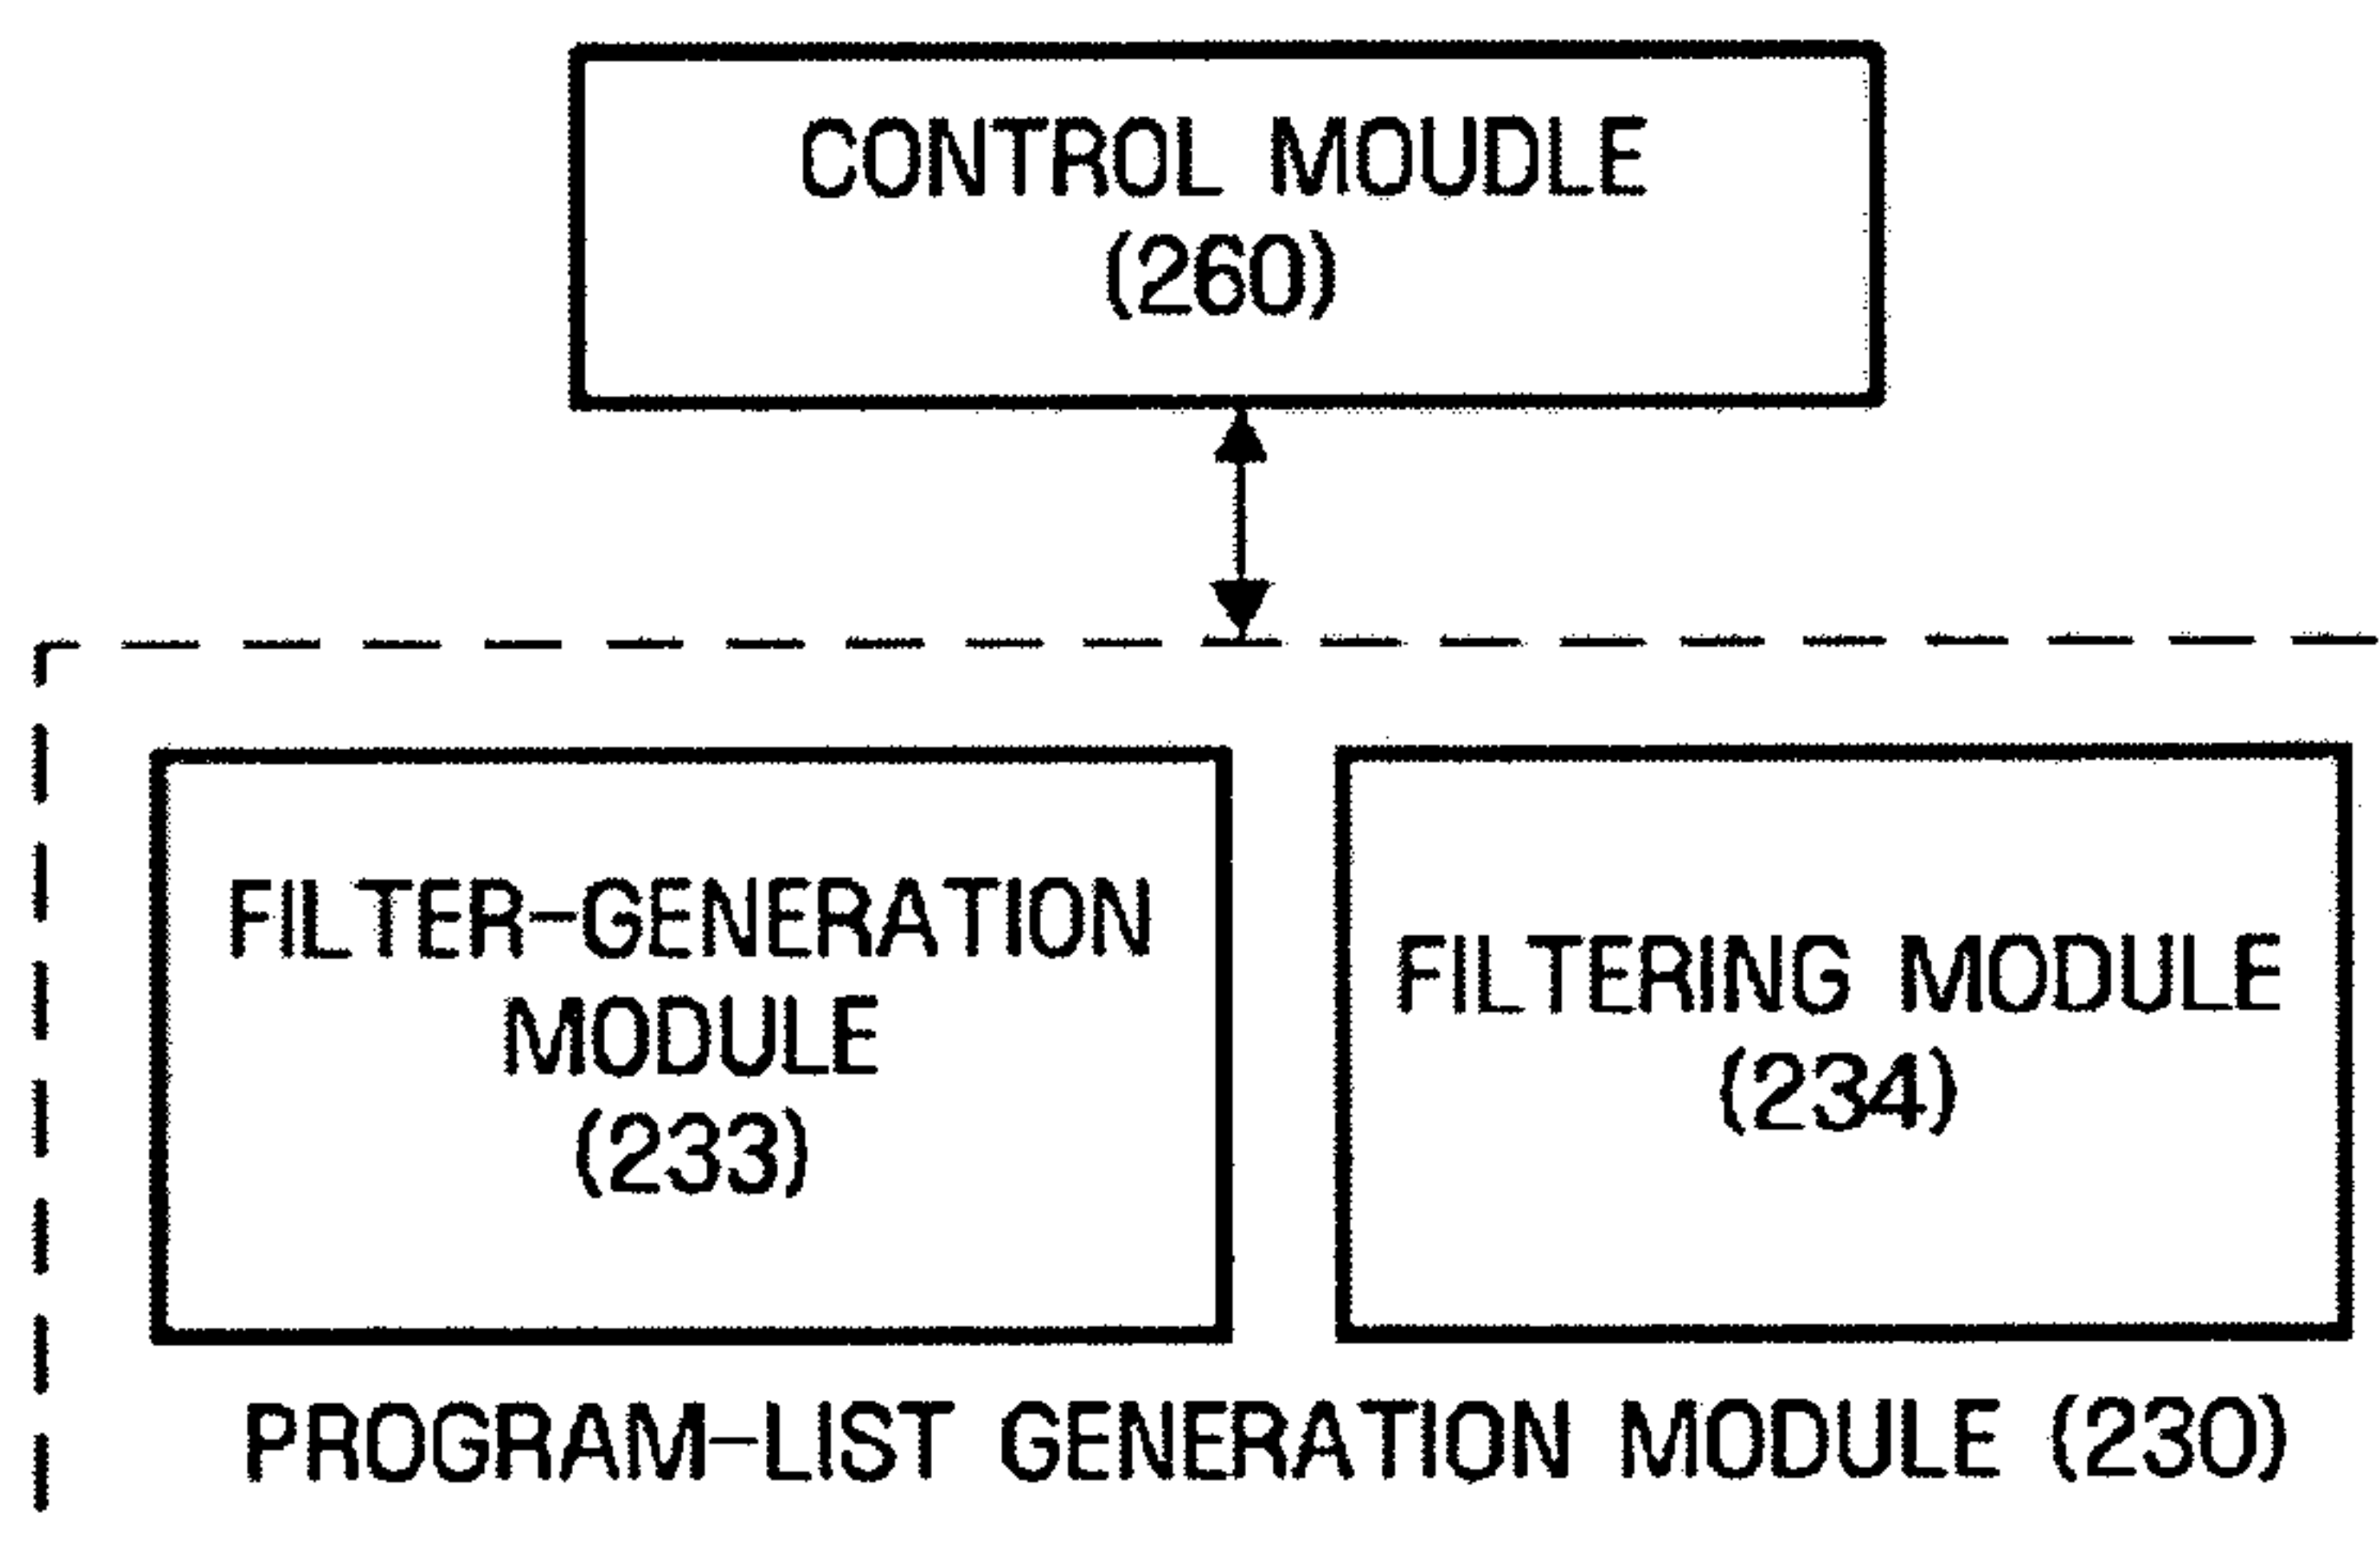 CONTROL MOUDLE
(260)
FILTER-GENERATION
MODULE
(233)
FILTERING MODULE
(234)
PROGRAM-LIST GENERATION MODULE (230)